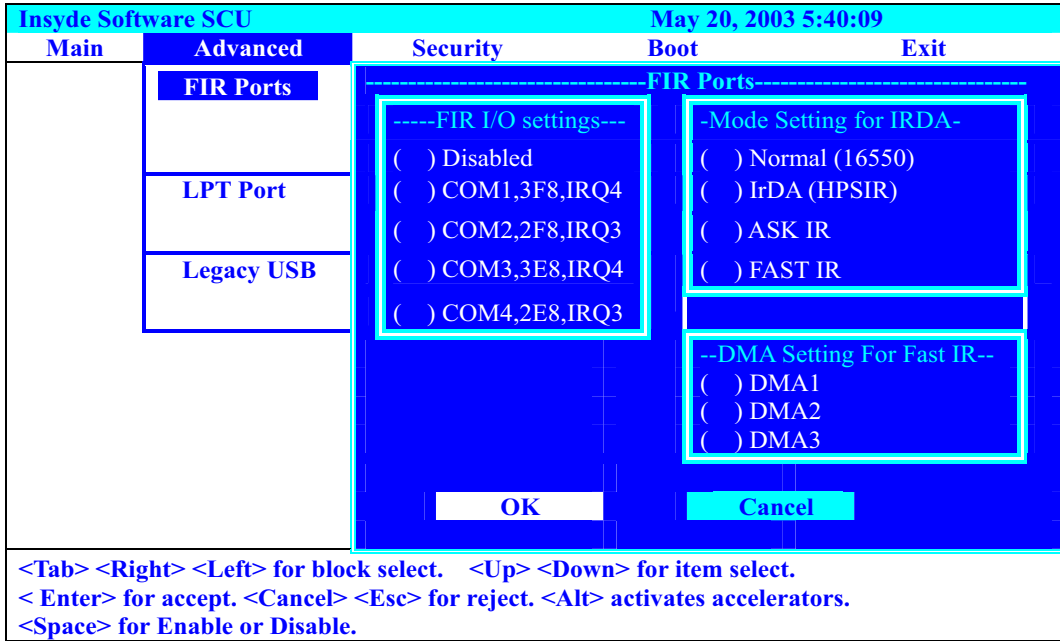 Insyde Software SCU May 20, 2003 5:40:09
Main Advanced Security Boot Exit
FIR Ports
LPT Port
Legacy USB
---------------------------------FIR Ports--------------------------------
-----FIR I/O settings---
( ) Disabled
( ) COM1,3F8,IRQ4
( ) COM2,2F8,IRQ3
( ) COM3,3E8,IRQ4
( ) COM4,2E8,IRQ3
-Mode Setting for IRDA-
( ) Normal (16550)
( ) IrDA (HPSIR)
( ) ASK IR
( ) FAST IR
--DMA Setting For Fast IR--
( ) DMA1
( ) DMA2
( ) DMA3
OK Cancel
<Tab> <Right> <Left> for block select. <Up> <Down> for item select.
< Enter> for accept. <Cancel> <Esc> for reject. <Alt> activates accelerators.
<Space> for Enable or Disable.